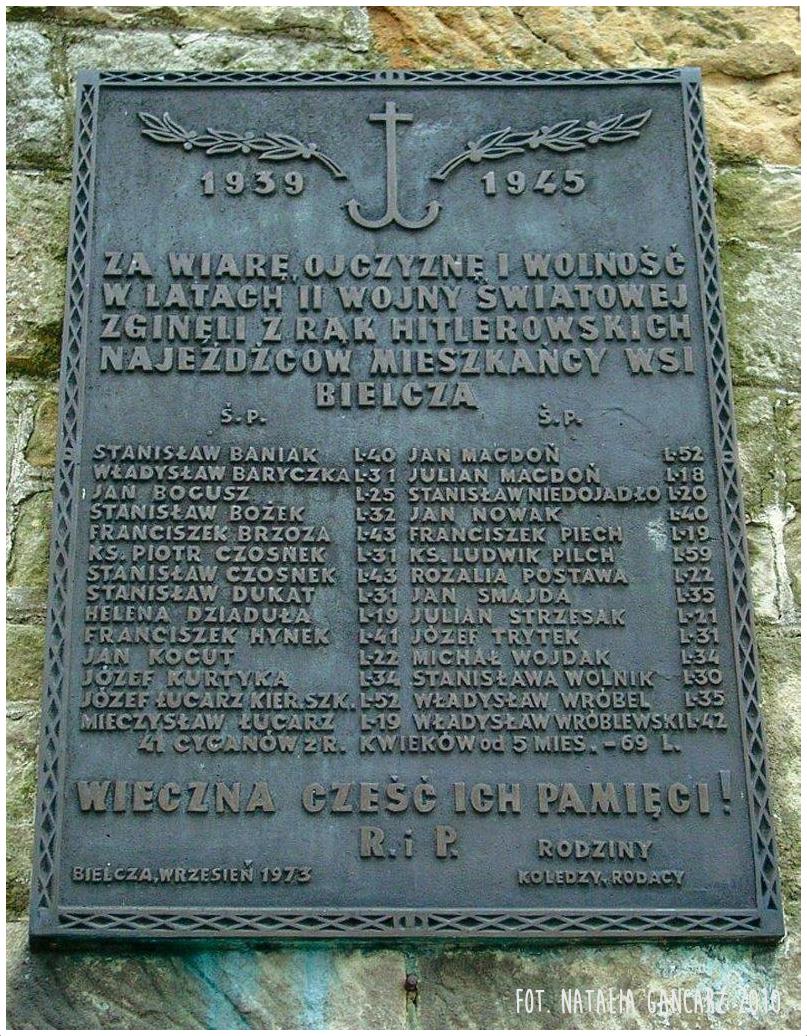 1939 1945
ZA WIARĘ, OJCZYZNĘ I WOLNOŚĆ
W LATACH II WOJNY ŚWIATOWEJ
ZGINĘLI Z RĄK HITLEROWSKICH
NAJEŹDŹCOW MIESZKAŃCY WSI
BIELCZA
Ś.P. Ś.P.
STANISŁAW BANIAK L·40 JAN MAGDOŃ L·52
WŁADYSŁAW BARYCZKA L·31 JULIAN MAGDOŃ L·18
JAN BOGUSZ L·25 STANISŁAW NIEDOJADŁO L·20
STANISŁAW BOŻEK L·32 JAN NOWAK L·40
FRANCISZEK BRZOZA L·43 FRANCISZEK PIECH L·19
KS. PIOTR CZOSNEK L·31 KS. LUDWIK PILCH L·59
STANISŁAW CZOSNEK L·43 ROZALIA POSTAWA L·22
STANISŁAW DUKAT L·31 JAN SMAJDA L·35
HELENA DZIADUŁA L·19 JULIAN STRZESAK L·21
FRANCISZEK HYNEK L·41 JÓZEF TRYTEK L·31
JAN KOCUT L·22 MICHAŁ WOJDAK L·34
JÓZEF KURTYKA L·34 STANISŁAWA WOLNIK L·30
JÓZEF ŁUCARZ KIER. SZK. L·52 WŁADYSŁAW WRÓBEL L·35
MIECZYSŁAW ŁUCARZ L·19 WŁADYSŁAW WRÓBLEWSKI L·42
41 CYGANÓW z R. KWIEKÓW od 5 MIES. – 69 L.
WIECZNA CZEŚĆ ICH PAMIĘCI!
R. i P. RODZINY
BIELCZA, WRZESIEŃ 1973 KOLEDZY, RODACY
FOT. NATALIA GANCARZ 2010